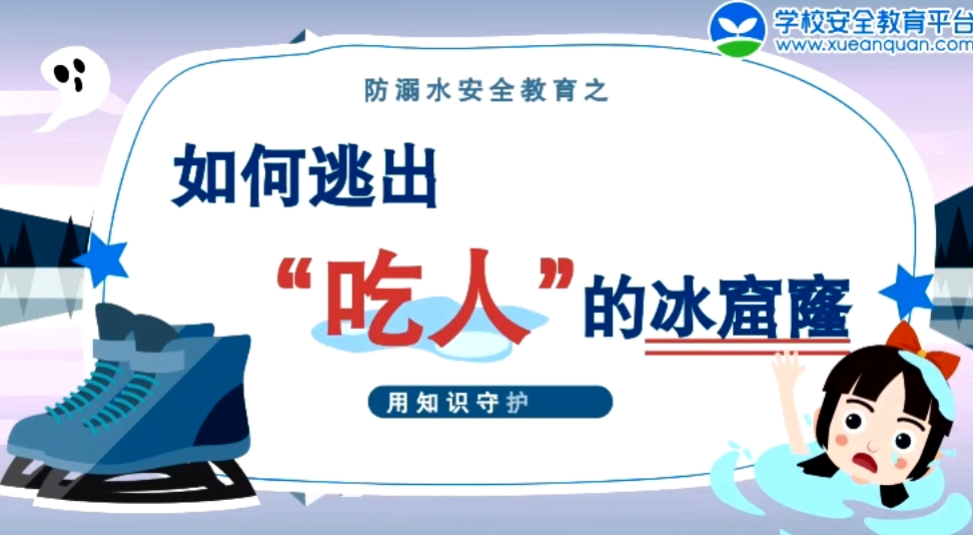 学校安全教育平台
www.xueanquan.com
防溺水安全教育之
如何逃出
“吃人”的冰窟窿
用知识守护